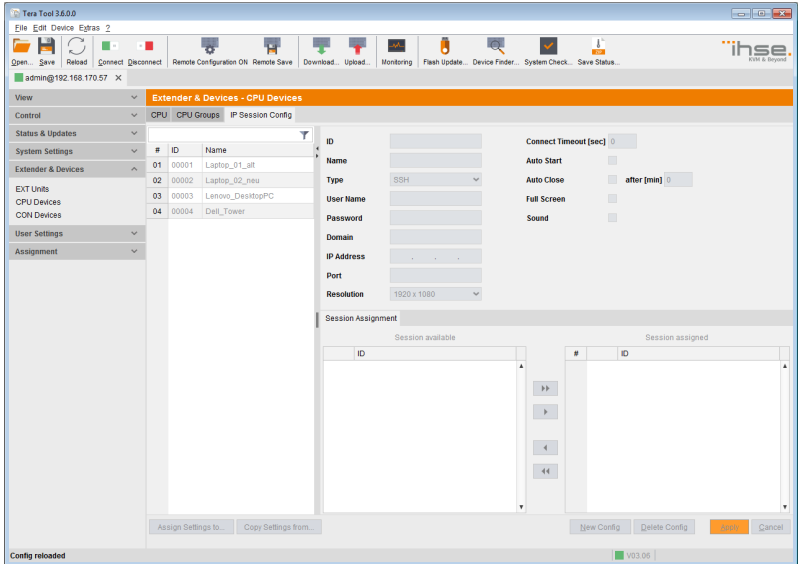 Tera Tool 3.6.0.0
File Edit Device Extras ?
Open... Save Reload Connect Disconnect Remote Configuration ON Remote Save Download... Upload... Monitoring Flash Update... Device Finder... System Check... Save Status...
ihse.
KVM & Beyond
admin@192.168.170.57
View
Control
Status & Updates
System Settings
Extender & Devices
EXT Units
CPU Devices
CON Devices
User Settings
Assignment
Extender & Devices - CPU Devices
CPU CPU Groups IP Session Config
# ID Name
01 00001 Laptop_01_alt
02 00002 Laptop_02_neu
03 00003 Lenovo_DesktopPC
04 00004 Dell_Tower
ID
Name
Type SSH
User Name
Password
Domain
IP Address . . .
Port
Resolution 1920 x 1080
Connect Timeout [sec] 0
Auto Start
Auto Close after [min] 0
Full Screen
Sound
Session Assignment
Session available
ID
Session assigned
# ID
Assign Settings to... Copy Settings from... New Config Delete Config Apply Cancel
Config reloaded
V03.06